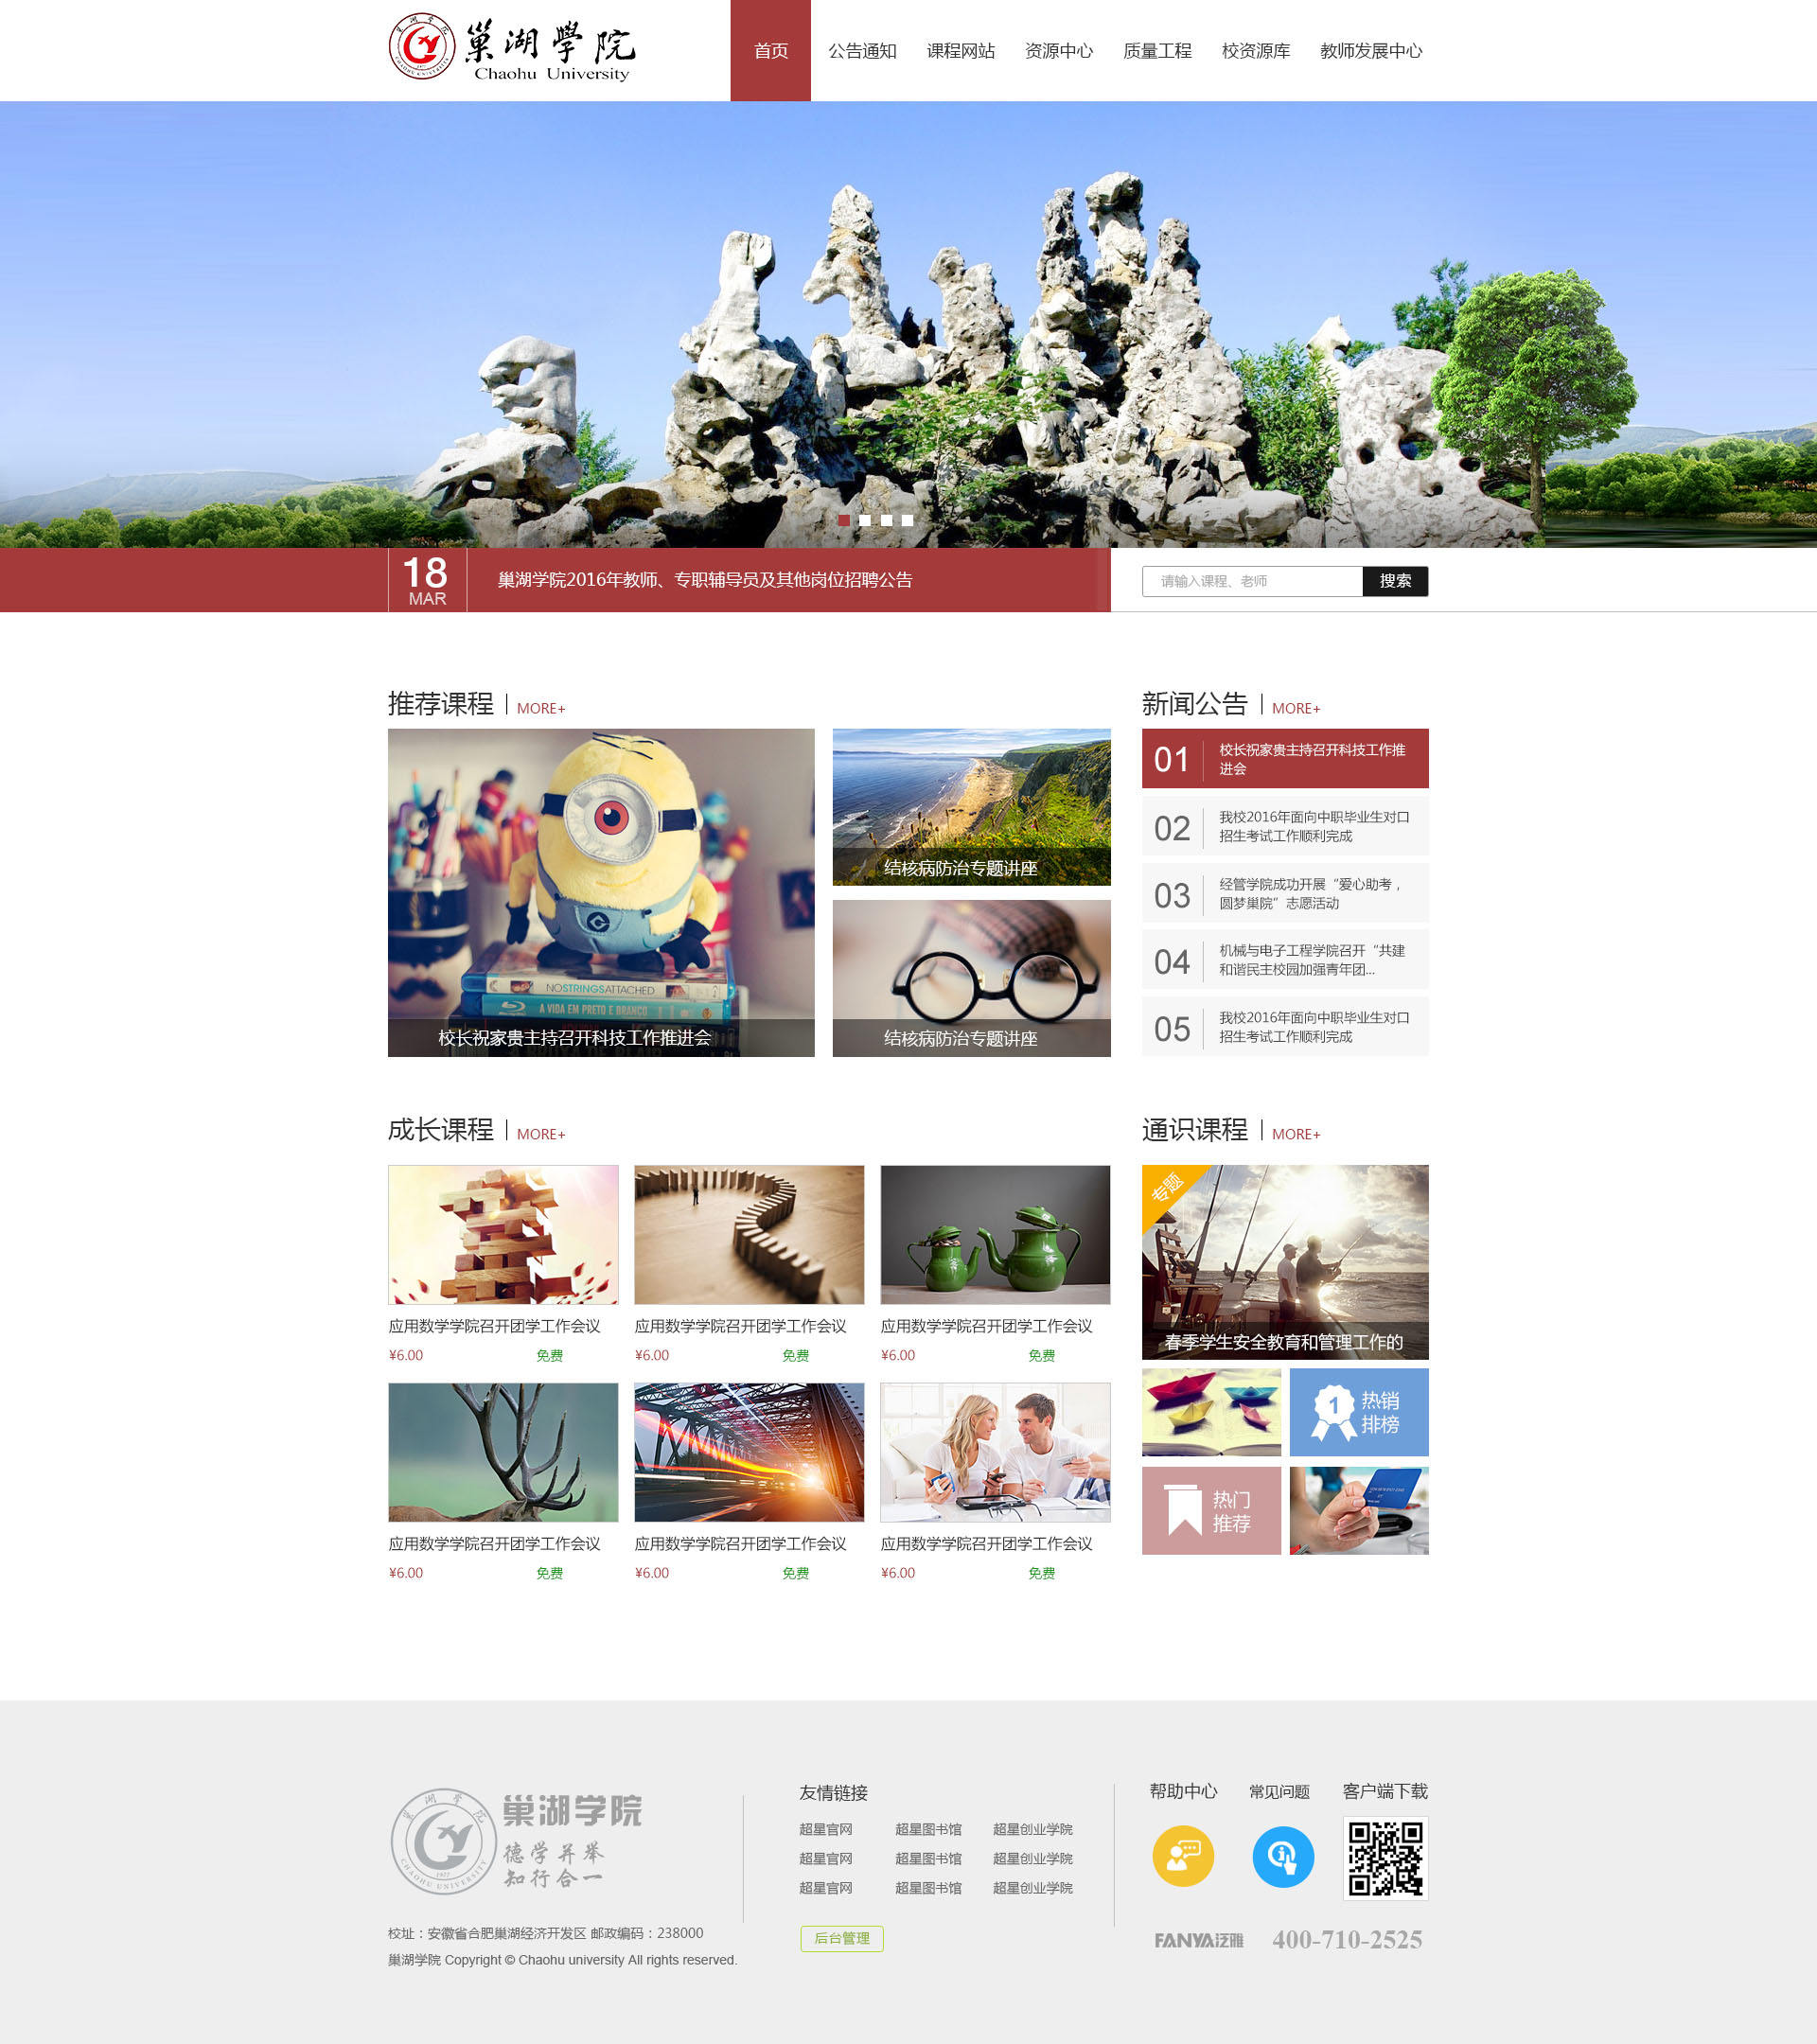 巢湖學院
Chaohu University
首页
公告通知
课程网站
资源中心
质量工程
校资源库
教师发展中心
18
MAR
巢湖学院2016年教师、专职辅导员及其他岗位招聘公告
请输入课程、老师
搜索
推荐课程
MORE+
NOSTRINGSATTACHED
A VIDA EM PRETO E BRANCO
校长祝家贵主持召开科技工作推进会
结核病防治专题讲座
结核病防治专题讲座
新闻公告
MORE+
01
校长祝家贵主持召开科技工作推
进会
02
我校2016年面向中职毕业生对口
招生考试工作顺利完成
03
经管学院成功开展“爱心助考，
圆梦巢院”志愿活动
04
机械与电子工程学院召开“共建
和谐民主校园加强青年团...
05
我校2016年面向中职毕业生对口
招生考试工作顺利完成
成长课程
MORE+
应用数学学院召开团学工作会议
¥6.00
免费
应用数学学院召开团学工作会议
¥6.00
免费
应用数学学院召开团学工作会议
¥6.00
免费
应用数学学院召开团学工作会议
¥6.00
免费
应用数学学院召开团学工作会议
¥6.00
免费
应用数学学院召开团学工作会议
¥6.00
免费
通识课程
MORE+
专题
春季学生安全教育和管理工作的
1
热销
排榜
热门
推荐
巢湖学院
德学并举
知行合一
CHAOHU UNIVERSITY
1977
校址：安徽省合肥巢湖经济开发区 邮政编码：238000
巢湖学院 Copyright © Chaohu university All rights reserved.
友情链接
超星官网
超星图书馆
超星创业学院
超星官网
超星图书馆
超星创业学院
超星官网
超星图书馆
超星创业学院
后台管理
帮助中心
常见问题
客户端下载
FANYA泛雅
400-710-2525